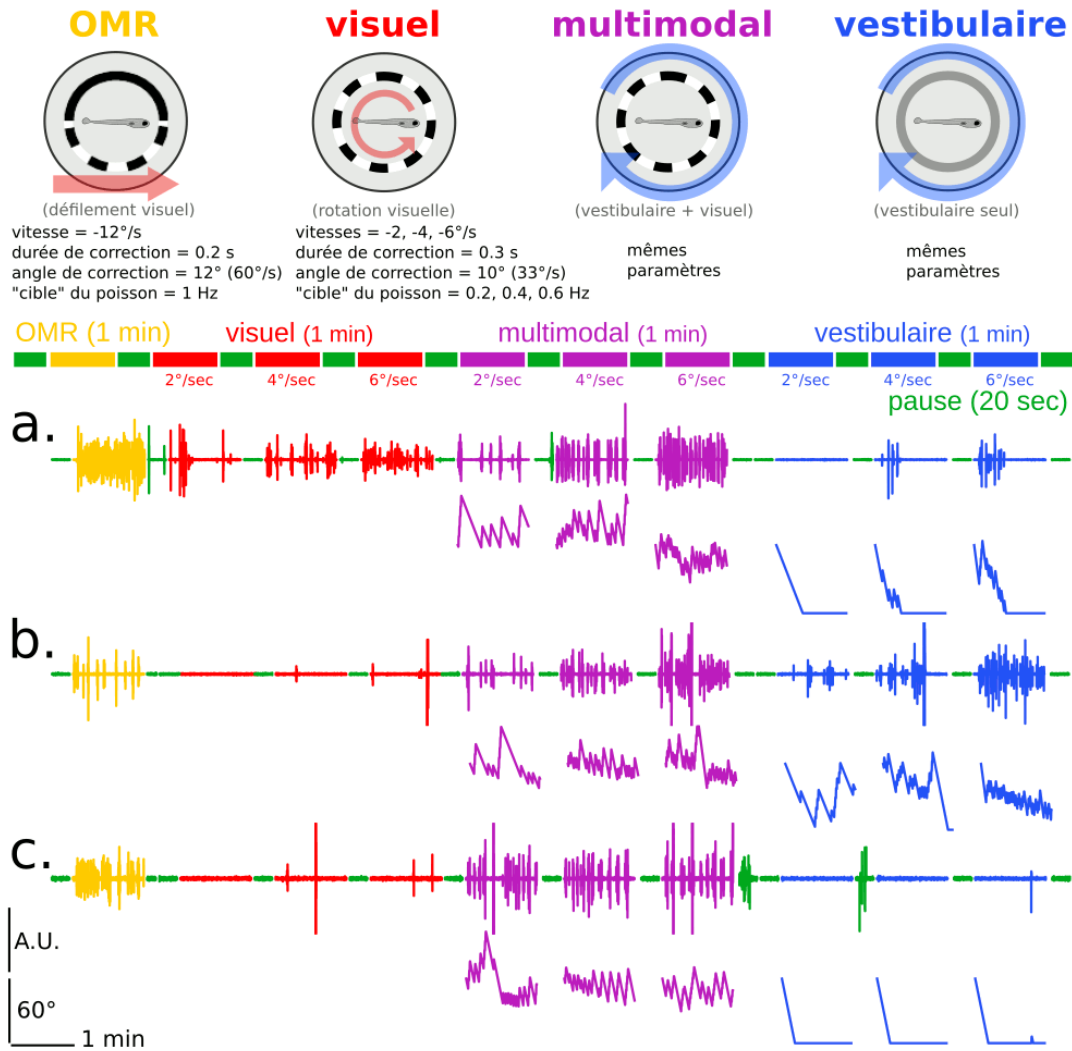 OMR
visuel
multimodal
vestibulaire
(défilement visuel)
(rotation visuelle)
(vestibulaire + visuel)
(vestibulaire seul)
vitesse = -12°/s
durée de correction = 0.2 s
angle de correction = 12° (60°/s)
"cible" du poisson = 1 Hz
vitesses = -2, -4, -6°/s
durée de correction = 0.3 s
angle de correction = 10° (33°/s)
"cible" du poisson = 0.2, 0.4, 0.6 Hz
mêmes
paramètres
mêmes
paramètres
OMR (1 min)
visuel (1 min)
multimodal (1 min)
vestibulaire (1 min)
2°/sec
4°/sec
6°/sec
2°/sec
4°/sec
6°/sec
2°/sec
4°/sec
6°/sec
pause (20 sec)
a.
b.
c.
A.U.
60°
1 min